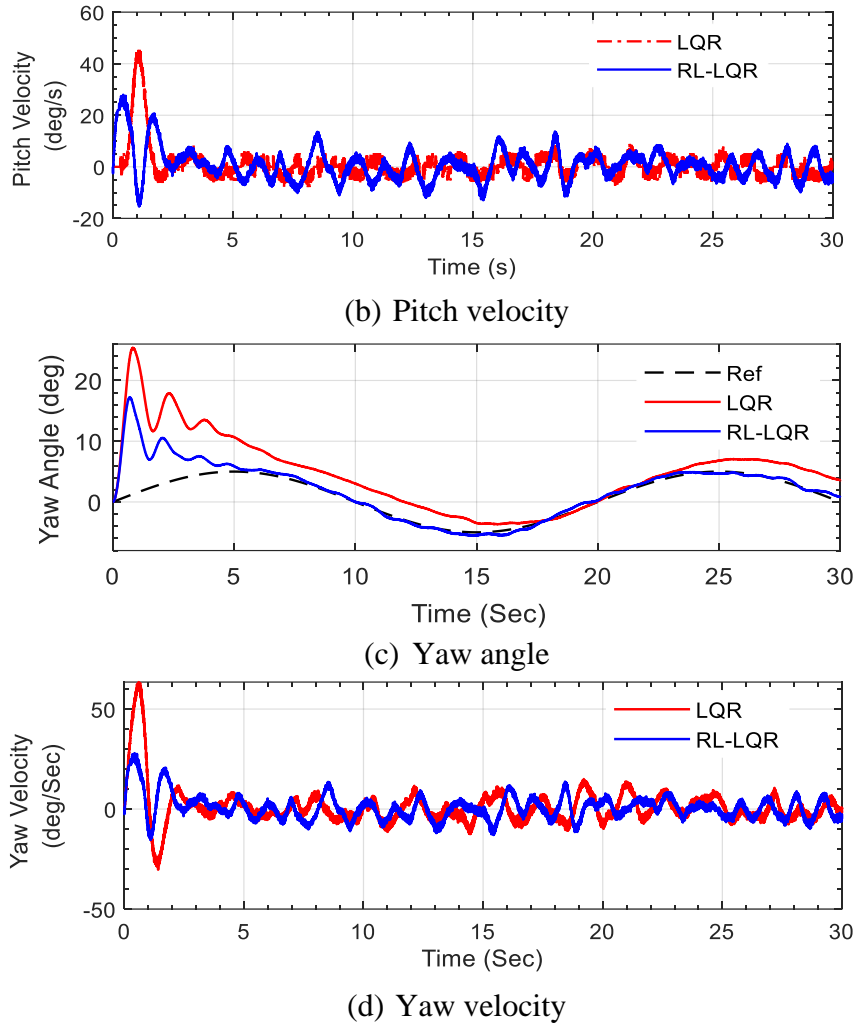 60
40
20
0
-20
Pitch Velocity
(deg/s)
LQR
RL-LQR
0 5 10 15 20 25 30
Time (s)
(b) Pitch velocity
20
10
0
Yaw Angle (deg)
Ref
LQR
RL-LQR
0 5 10 15 20 25 30
Time (Sec)
(c) Yaw angle
50
0
-50
Yaw Velocity
(deg/Sec)
LQR
RL-LQR
0 5 10 15 20 25 30
Time (Sec)
(d) Yaw velocity